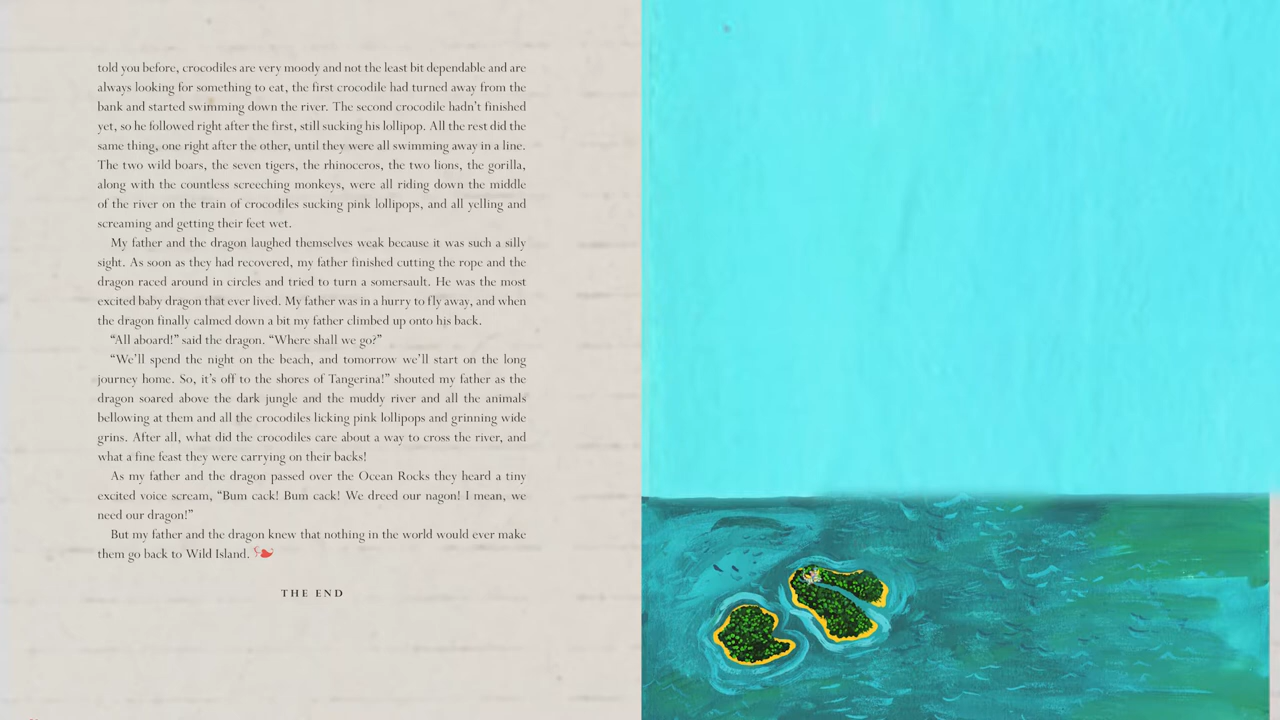 told you before, crocodiles are very moody and not the least bit dependable and are
always looking for something to eat, the first crocodile had turned away from the
bank and started swimming down the river. The second crocodile hadn’t finished
yet, so he followed right after the first, still sucking his lollipop. All the rest did the
same thing, one right after the other, until they were all swimming away in a line.
The two wild boars, the seven tigers, the rhinoceros, the two lions, the gorilla,
along with the countless screeching monkeys, were all riding down the middle
of the river on the train of crocodiles sucking pink lollipops, and all yelling and
screaming and getting their feet wet.
My father and the dragon laughed themselves weak because it was such a silly
sight. As soon as they had recovered, my father finished cutting the rope and the
dragon raced around in circles and tried to turn a somersault. He was the most
excited baby dragon that ever lived. My father was in a hurry to fly away, and when
the dragon finally calmed down a bit my father climbed up onto his back.
“All aboard!” said the dragon. “Where shall we go?”
“We’ll spend the night on the beach, and tomorrow we’ll start on the long
journey home. So, it’s off to the shores of Tangerina!” shouted my father as the
dragon soared above the dark jungle and the muddy river and all the animals
bellowing at them and all the crocodiles licking pink lollipops and grinning wide
grins. After all, what did the crocodiles care about a way to cross the river, and
what a fine feast they were carrying on their backs!
As my father and the dragon passed over the Ocean Rocks they heard a tiny
excited voice scream, “Bum cack! Bum cack! We dreed our nagon! I mean, we
need our dragon!”
But my father and the dragon knew that nothing in the world would ever make
them go back to Wild Island.
THE END